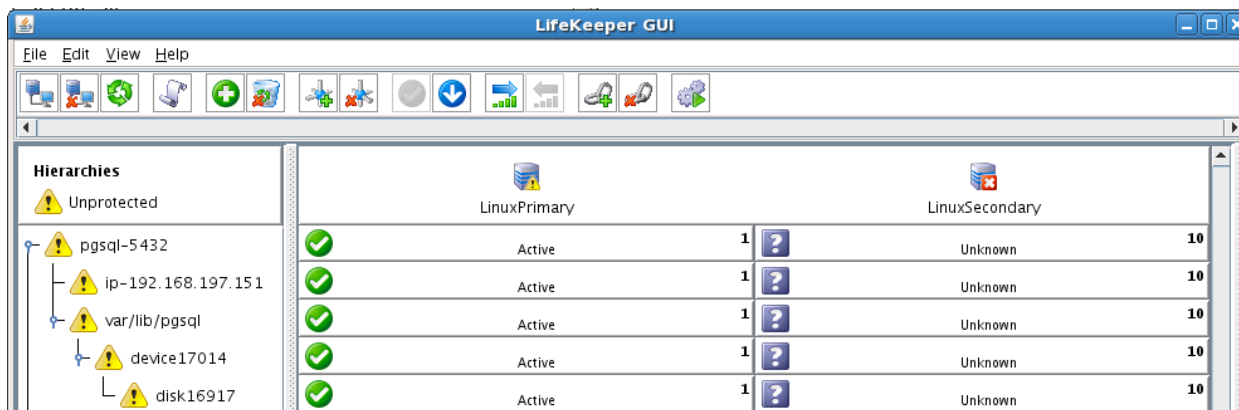 LifeKeeper GUI
File Edit View Help
Hierarchies
Unprotected
LinuxPrimary
LinuxSecondary
pgsql-5432
Active 1 Unknown 10
ip-192.168.197.151
Active 1 Unknown 10
var/lib/pgsql
Active 1 Unknown 10
device17014
Active 1 Unknown 10
disk16917
Active 1 Unknown 10